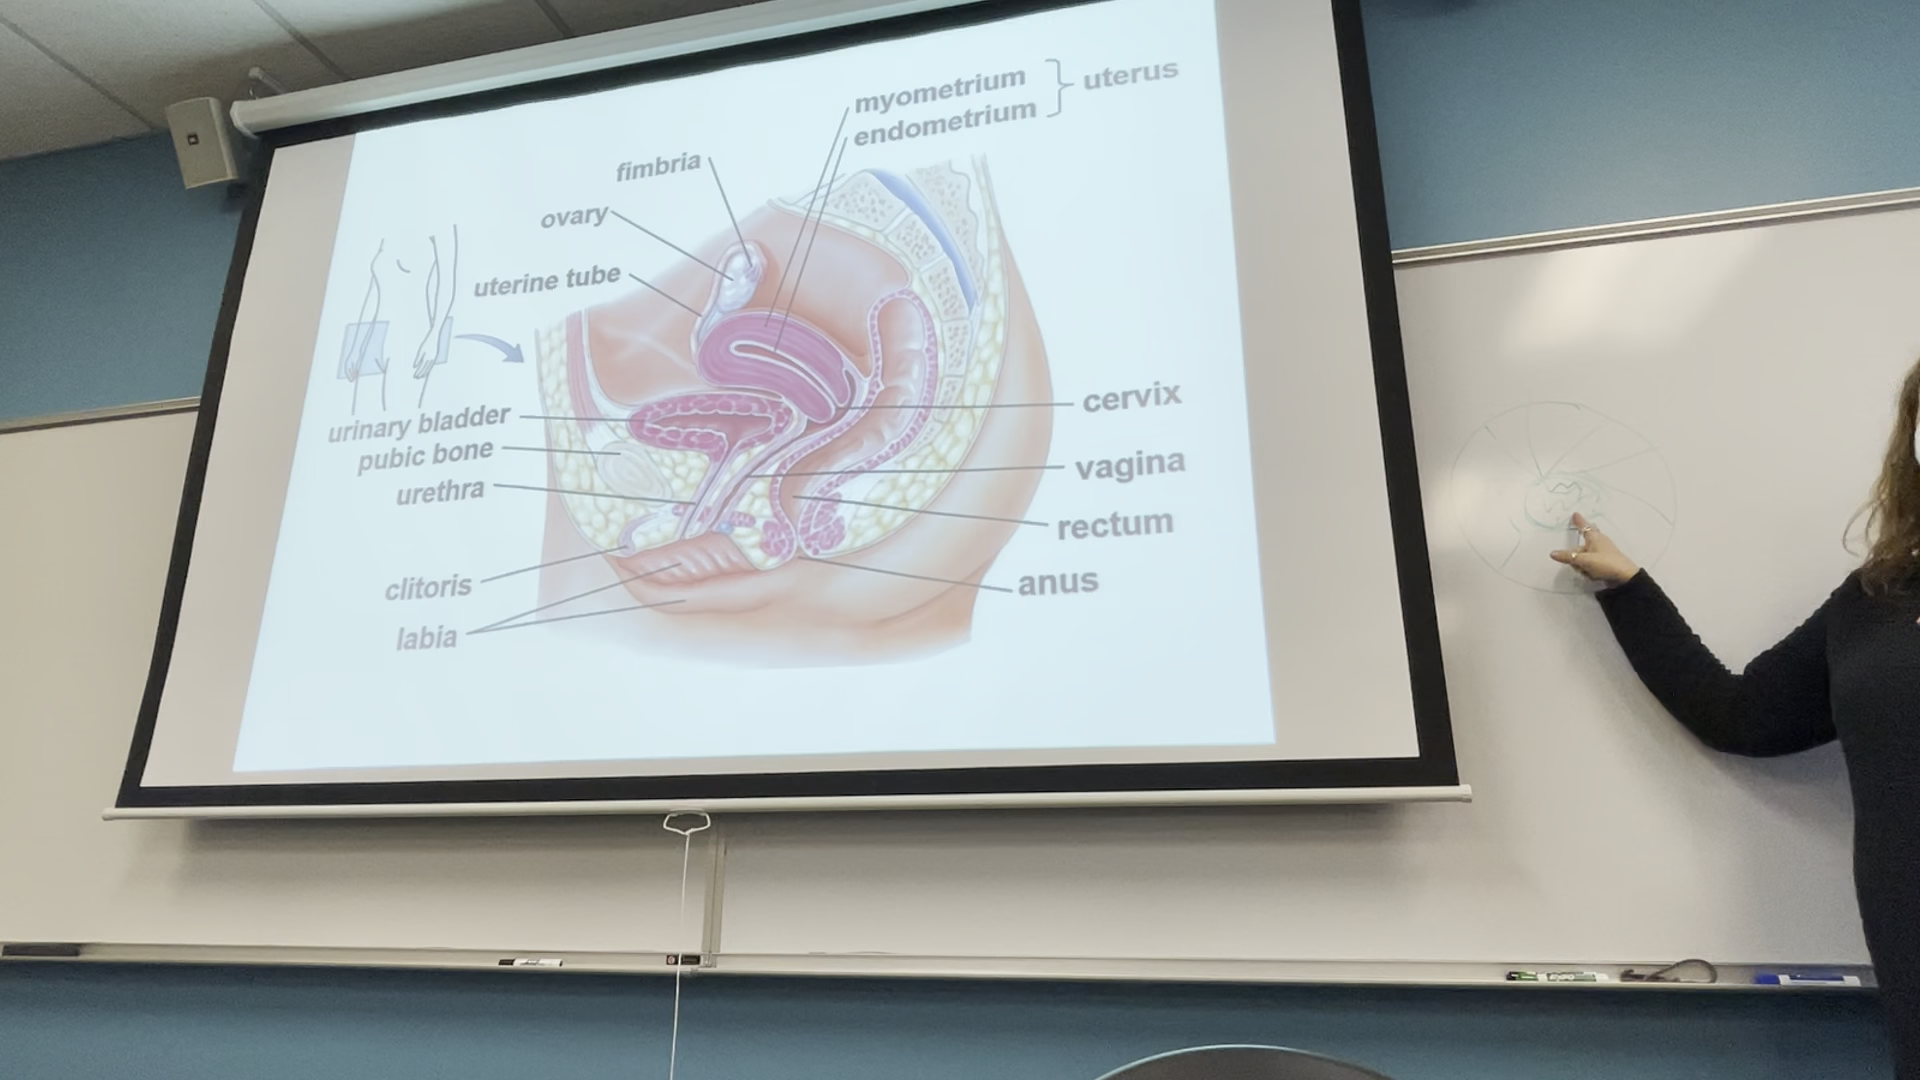 myometrium
endometrium
uterus
fimbria
ovary
uterine tube
urinary bladder
pubic bone
urethra
clitoris
labia
cervix
vagina
rectum
anus